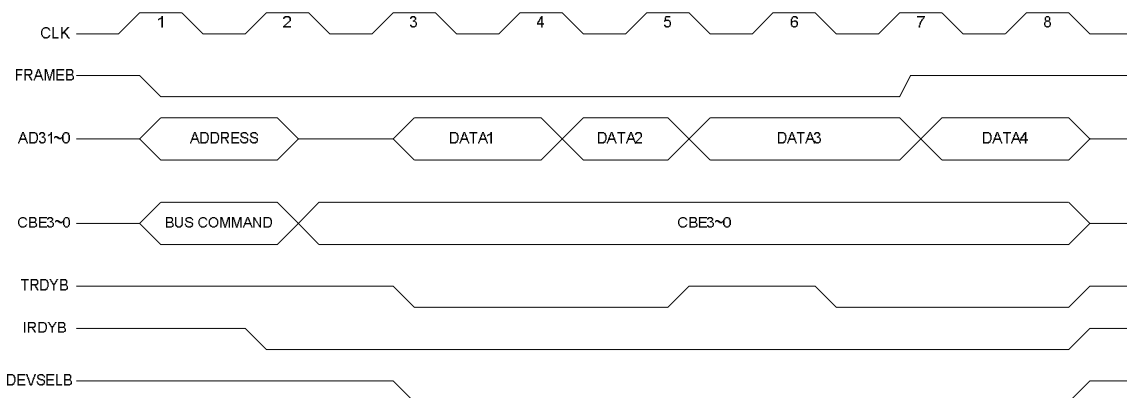 CLK 1 2 3 4 5 6 7 8
FRAMEB
AD31~0 ADDRESS DATA1 DATA2 DATA3 DATA4
CBE3~0 BUS COMMAND CBE3~0
TRDYB
IRDYB
DEVSELB